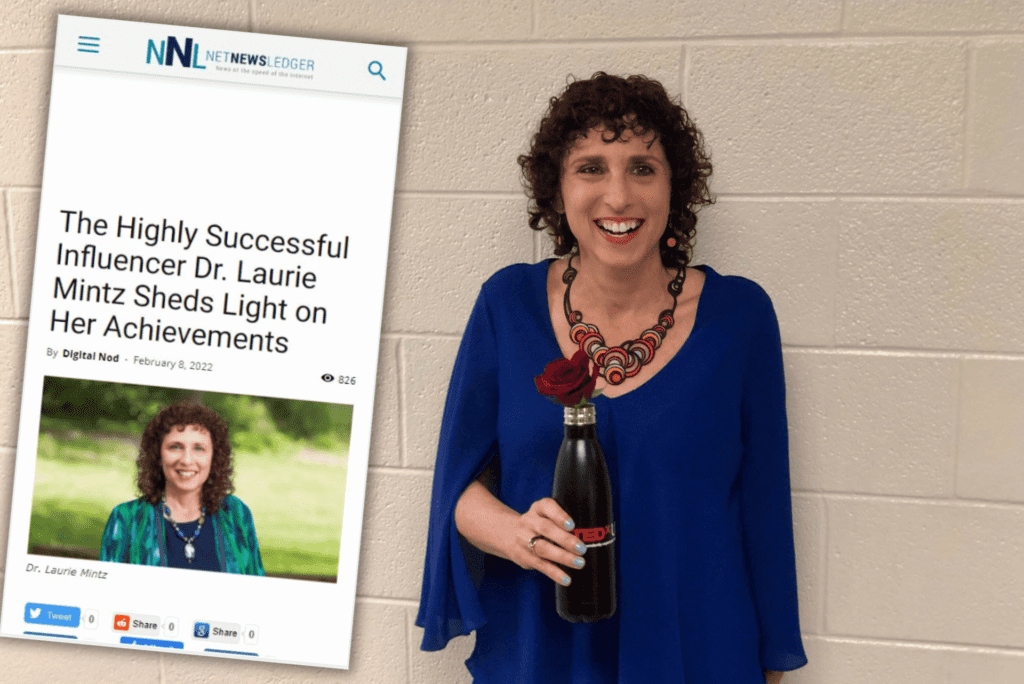 NNL NETNEWSLEDGER
News at the speed of the internet
The Highly Successful
Influencer Dr. Laurie
Mintz Sheds Light on
Her Achievements
By Digital Nod - February 8, 2022
826
Dr. Laurie Mintz
Tweet 0 Share 0 Share 0
TEDx